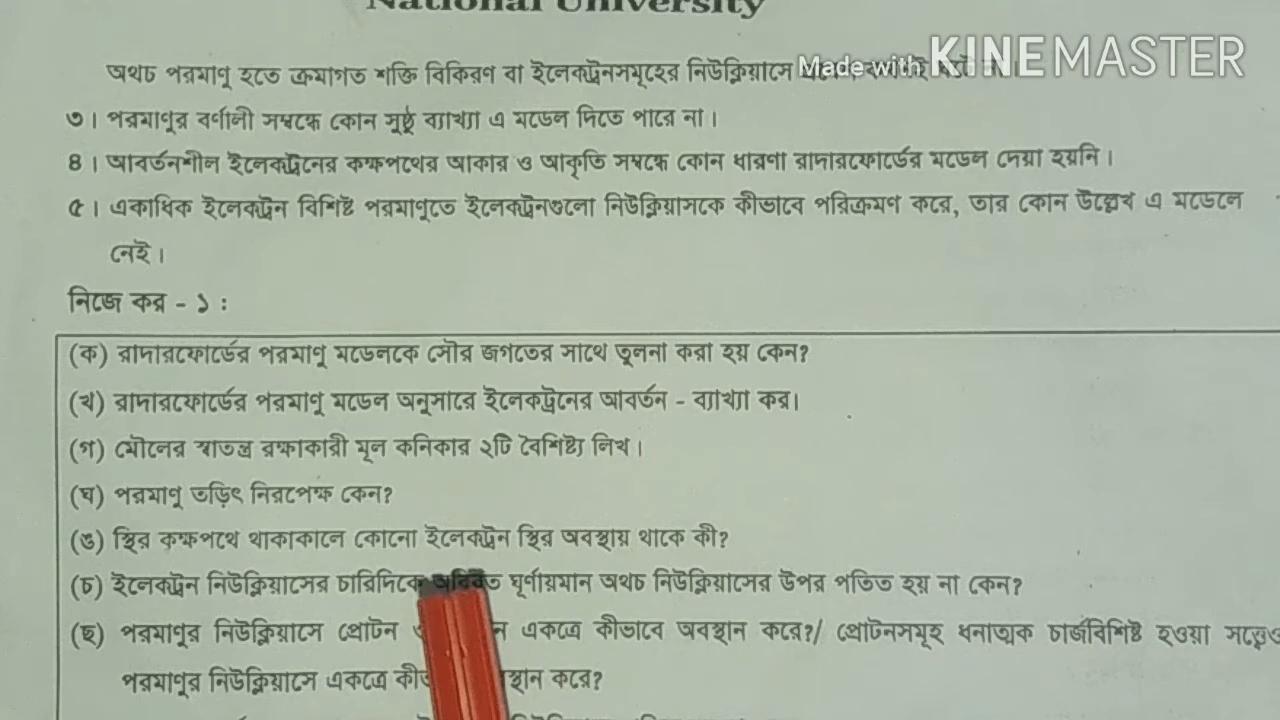 National University
অথচ পরমাণু হতে ক্রমাগত শক্তি বিকিরণ বা ইলেকট্রনসমূহের নিউক্লিয়াসে
Made with KINEMASTER
৩। পরমাণুর বর্ণালী সম্বন্ধে কোন সুষ্ঠু ব্যাখ্যা এ মডেল দিতে পারে না।
৪। আবর্তনশীল ইলেকট্রনের কক্ষপথের আকার ও আকৃতি সম্বন্ধে কোন ধারণা রাদারফোর্ডের মডেল দেয়া হয়নি।
৫। একাধিক ইলেকট্রন বিশিষ্ট পরমাণুতে ইলেকট্রনগুলো নিউক্লিয়াসকে কীভাবে পরিক্রমণ করে, তার কোন উল্লেখ এ মডেলে
নেই।
নিজে কর - ১ :
(ক) রাদারফোর্ডের পরমাণু মডেলকে সৌর জগতের সাথে তুলনা করা হয় কেন?
(খ) রাদারফোর্ডের পরমাণু মডেল অনুসারে ইলেকট্রনের আবর্তন - ব্যাখ্যা কর।
(গ) মৌলের স্বাতন্ত্র রক্ষাকারী মূল কনিকার ২টি বৈশিষ্ট্য লিখ।
(ঘ) পরমাণু তড়িৎ নিরপেক্ষ কেন?
(ঙ) স্থির কক্ষপথে থাকাকালে কোনো ইলেকট্রন স্থির অবস্থায় থাকে কী?
(চ) ইলেকট্রন নিউক্লিয়াসের চারিদিকে ঘূর্ণায়মান অথচ নিউক্লিয়াসের উপর পতিত হয় না কেন?
(ছ) পরমাণুর নিউক্লিয়াসে প্রোটন একত্রে কীভাবে অবস্থান করে?/ প্রোটনসমূহ ধনাত্মক চার্জবিশিষ্ট হওয়া সত্ত্বেও
পরমাণুর নিউক্লিয়াসে একত্রে করে?